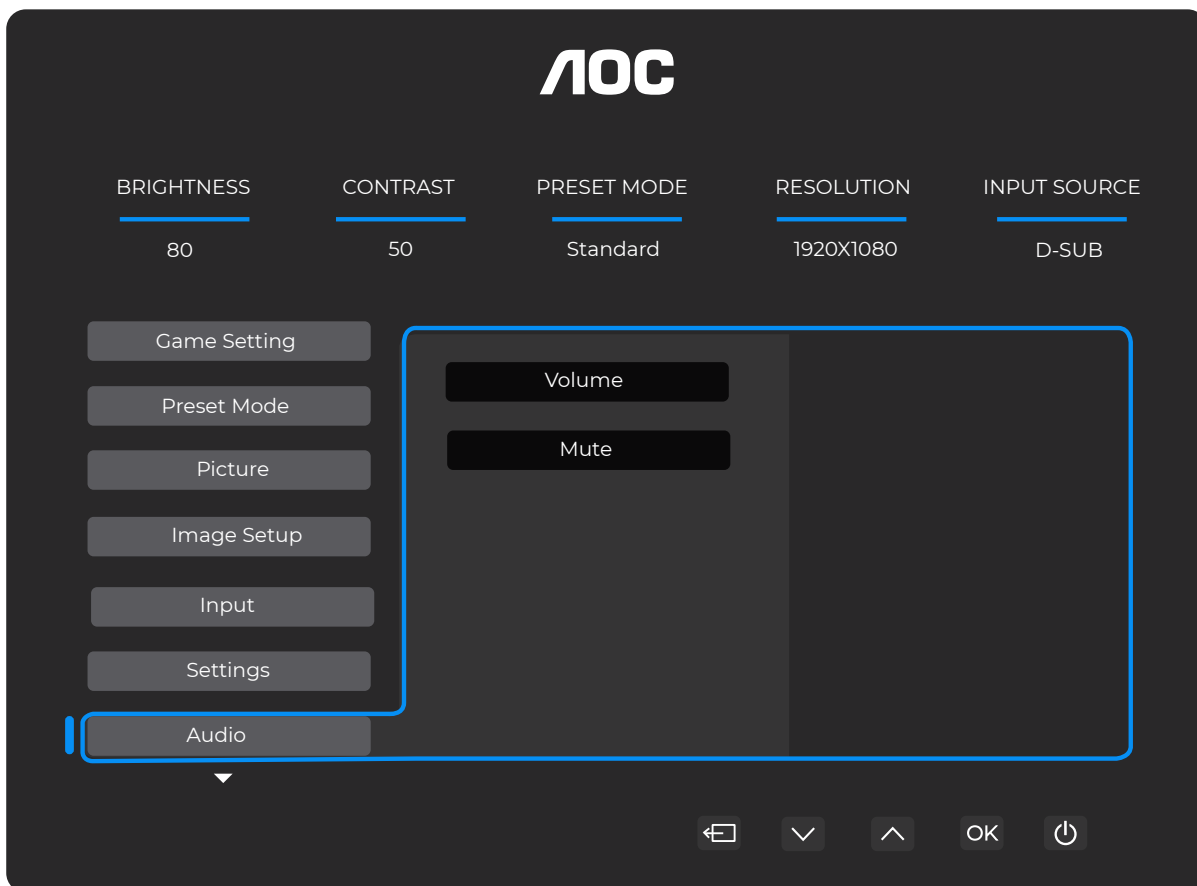 AOC
BRIGHTNESS CONTRAST PRESET MODE RESOLUTION INPUT SOURCE
80 50 Standard 1920X1080 D-SUB
Game Setting
Preset Mode
Picture
Image Setup
Input
Settings
Audio
Volume
Mute
OK